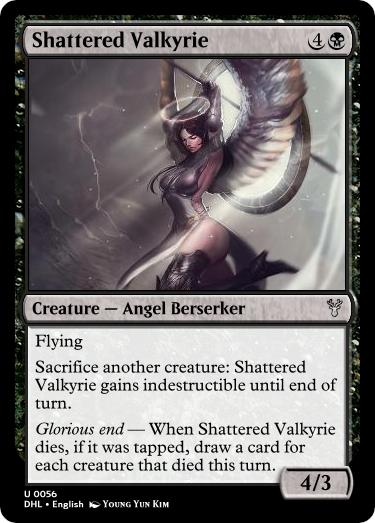 Shattered Valkyrie 4
Creature — Angel Berserker
Flying
Sacrifice another creature: Shattered
Valkyrie gains indestructible until end of
turn.
Glorious end — When Shattered Valkyrie
dies, if it was tapped, draw a card for
each creature that died this turn.
4/3
U 0056
DHL • English Young Yun Kim